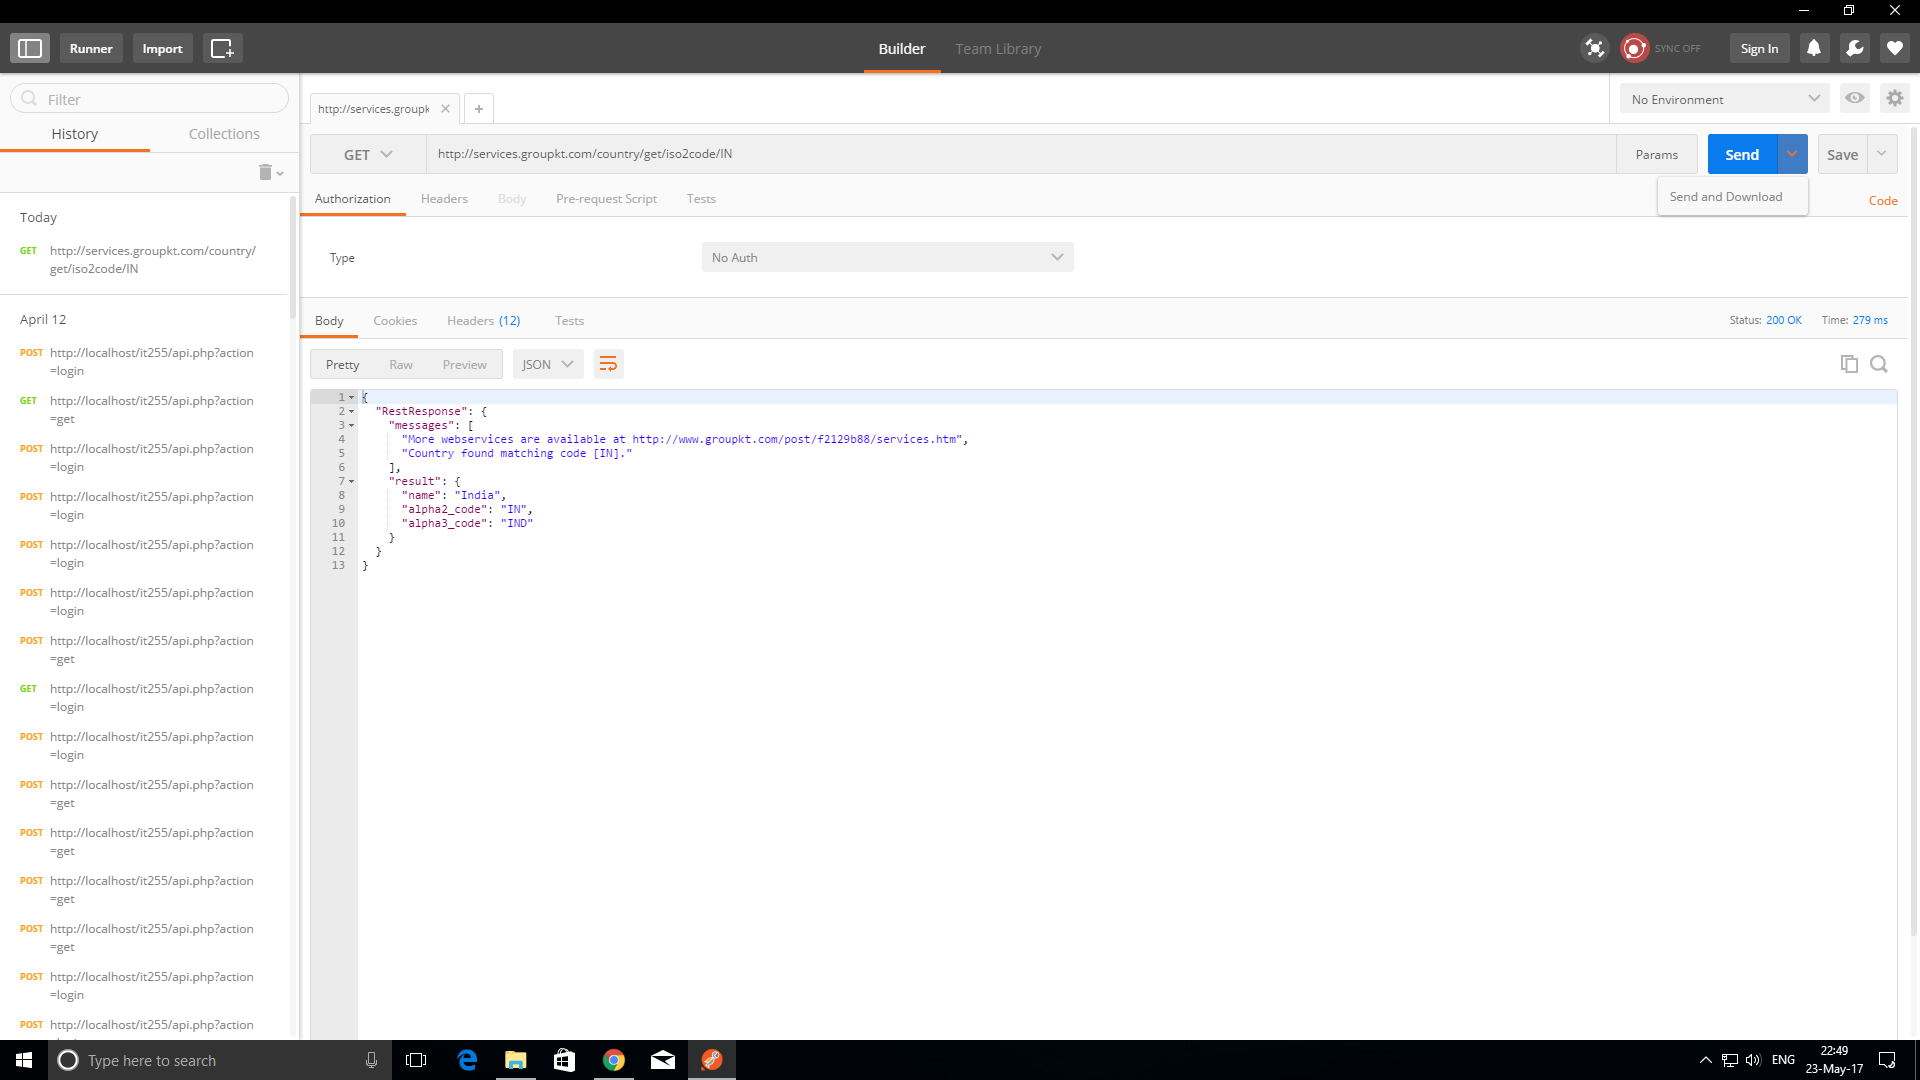 Runner Import Builder Team Library SYNC OFF Sign In
Filter
History Collections
Today
GET http://services.groupkt.com/country/
get/iso2code/IN
April 12
POST http://localhost/it255/api.php?action
=login
GET http://localhost/it255/api.php?action
=get
POST http://localhost/it255/api.php?action
=login
POST http://localhost/it255/api.php?action
=login
POST http://localhost/it255/api.php?action
=login
POST http://localhost/it255/api.php?action
=login
POST http://localhost/it255/api.php?action
=get
GET http://localhost/it255/api.php?action
=login
POST http://localhost/it255/api.php?action
=login
POST http://localhost/it255/api.php?action
=get
POST http://localhost/it255/api.php?action
=get
POST http://localhost/it255/api.php?action
=get
POST http://localhost/it255/api.php?action
=get
POST http://localhost/it255/api.php?action
=login
POST http://localhost/it255/api.php?action
http://services.groupk No Environment
GET http://services.groupkt.com/country/get/iso2code/IN Params Send Save
Send and Download
Authorization Headers Body Pre-request Script Tests Code
Type No Auth
Body Cookies Headers (12) Tests Status: 200 OK Time: 279 ms
Pretty Raw Preview JSON
1 {
2 "RestResponse": {
3 "messages": [
4 "More webservices are available at http://www.groupkt.com/post/f2129b88/services.htm",
5 "Country found matching code [IN]."
6 ],
7 "result": {
8 "name": "India",
9 "alpha2_code": "IN",
10 "alpha3_code": "IND"
11 }
12 }
13 }
Type here to search
ENG
22:49
23-May-17